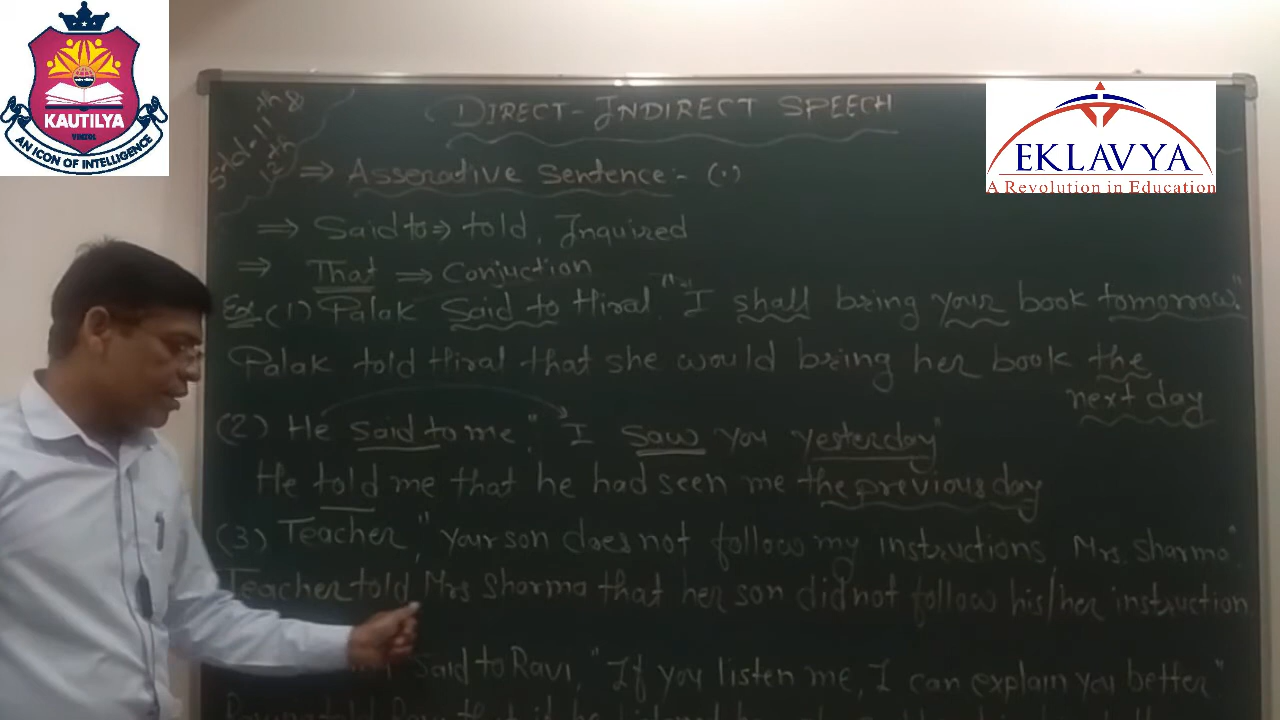 KAUTILYA
AN ICON OF INTELLIGENCE
EKLAVYA
A Revolution in Education
DIRECT-INDIRECT SPEECH
Std-11th &
12th
⇒ Asserative Sentence:- (.)
⇒ Said to ⇒ told, Inquired
⇒ That ⇒ Conjuction
Ex (1) Palak Said to Hiral "I shall bring your book tomorrow."
Palak told Hiral that she would bring her book the
next day
(2) He said to me," I saw you yesterday"
He told me that he had seen me the previous day
(3) Teacher," your son does not follow my instructions Mrs. Sharma."
Teacher told Mrs Sharma that her son did not follow his/her instruction
Said to Ravi, "If you listen me, I can explain you better."